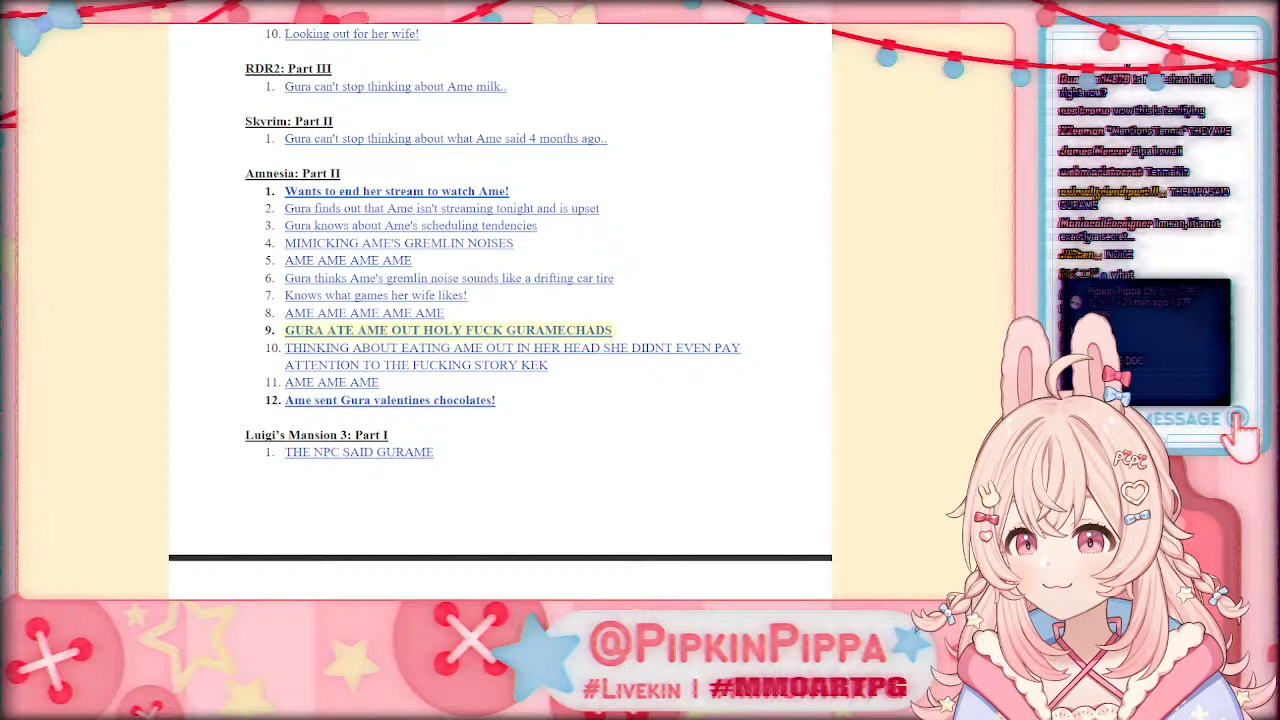 10. Looking out for her wife!
RDR2: Part III
1. Gura can't stop thinking about Ame milk..
Skyrim: Part II
1. Gura can't stop thinking about what Ame said 4 months ago..
Amnesia: Part II
1. Wants to end her stream to watch Ame!
2. Gura finds out that Ame isn't streaming tonight and is upset
3. Gura knows about Ame's scheduling tendencies
4. MIMICKING AMES GREMLIN NOISES
5. AME AME AME AME
6. Gura thinks Ame's gremlin noise sounds like a drifting car tire
7. Knows what games her wife likes!
8. AME AME AME AME AME
9. GURA ATE AME OUT HOLY FUCK GURAMECHADS
10. THINKING ABOUT EATING AME OUT IN HER HEAD SHE DIDNT EVEN PAY
ATTENTION TO THE FUCKING STORY KEK
11. AME AME AME
12. Ame sent Gura valentines chocolates!
Luigi's Mansion 3: Part I
1. THE NPC SAID GURAME
MESSAGE
PiPi
@PIPKINPIPPA
#LIVEKIN | #MMOARTPG